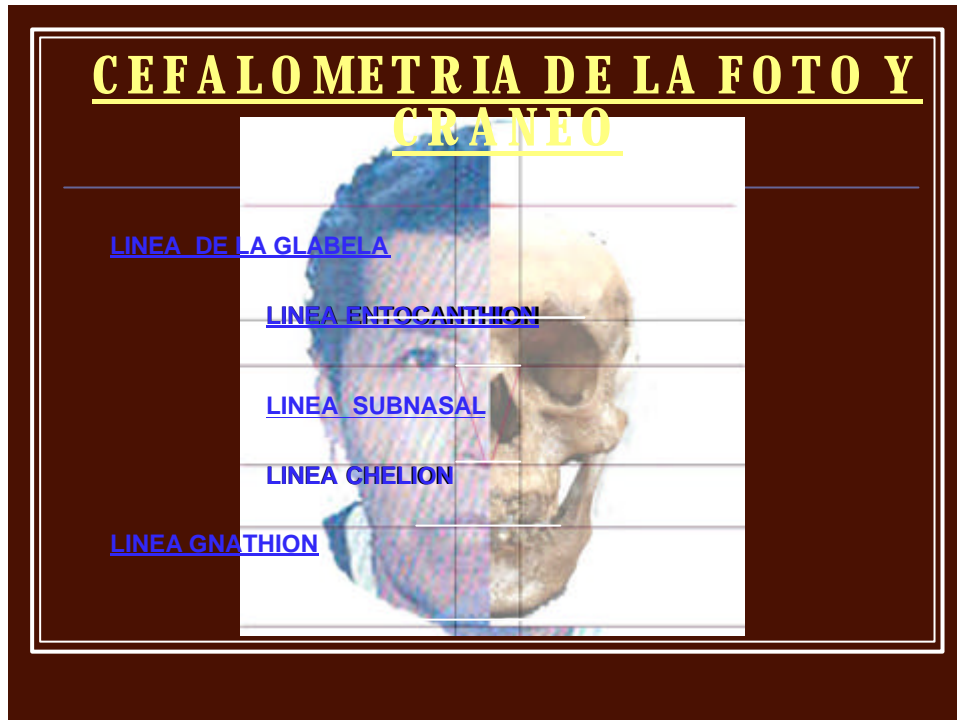 CEFALOMETRIA DE LA FOTO Y
CRANEO
LINEA DE LA GLABELA
LINEA ENTOCANTHION
LINEA SUBNASAL
LINEA CHELION
LINEA GNATHION